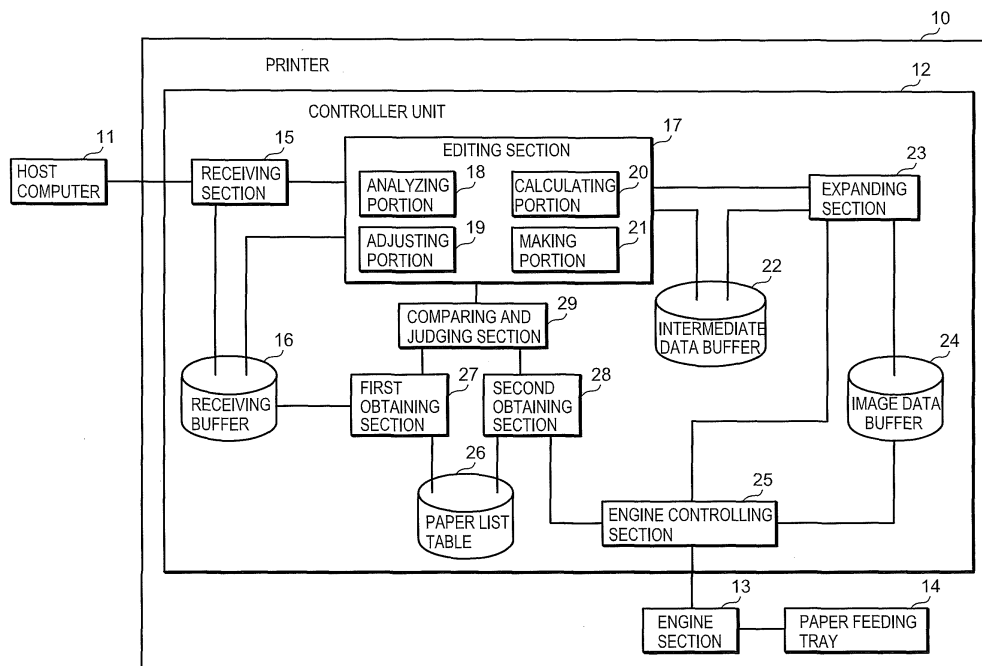 10
PRINTER
12
CONTROLLER UNIT
11
HOST
COMPUTER
15
RECEIVING
SECTION
17
EDITING SECTION
18
ANALYZING
PORTION
20
CALCULATING
PORTION
19
ADJUSTING
PORTION
21
MAKING
PORTION
23
EXPANDING
SECTION
22
INTERMEDIATE
DATA BUFFER
29
COMPARING AND
JUDGING SECTION
16
RECEIVING
BUFFER
27
FIRST
OBTAINING
SECTION
28
SECOND
OBTAINING
SECTION
24
IMAGE DATA
BUFFER
26
PAPER LIST
TABLE
25
ENGINE CONTROLLING
SECTION
13
ENGINE
SECTION
14
PAPER FEEDING
TRAY